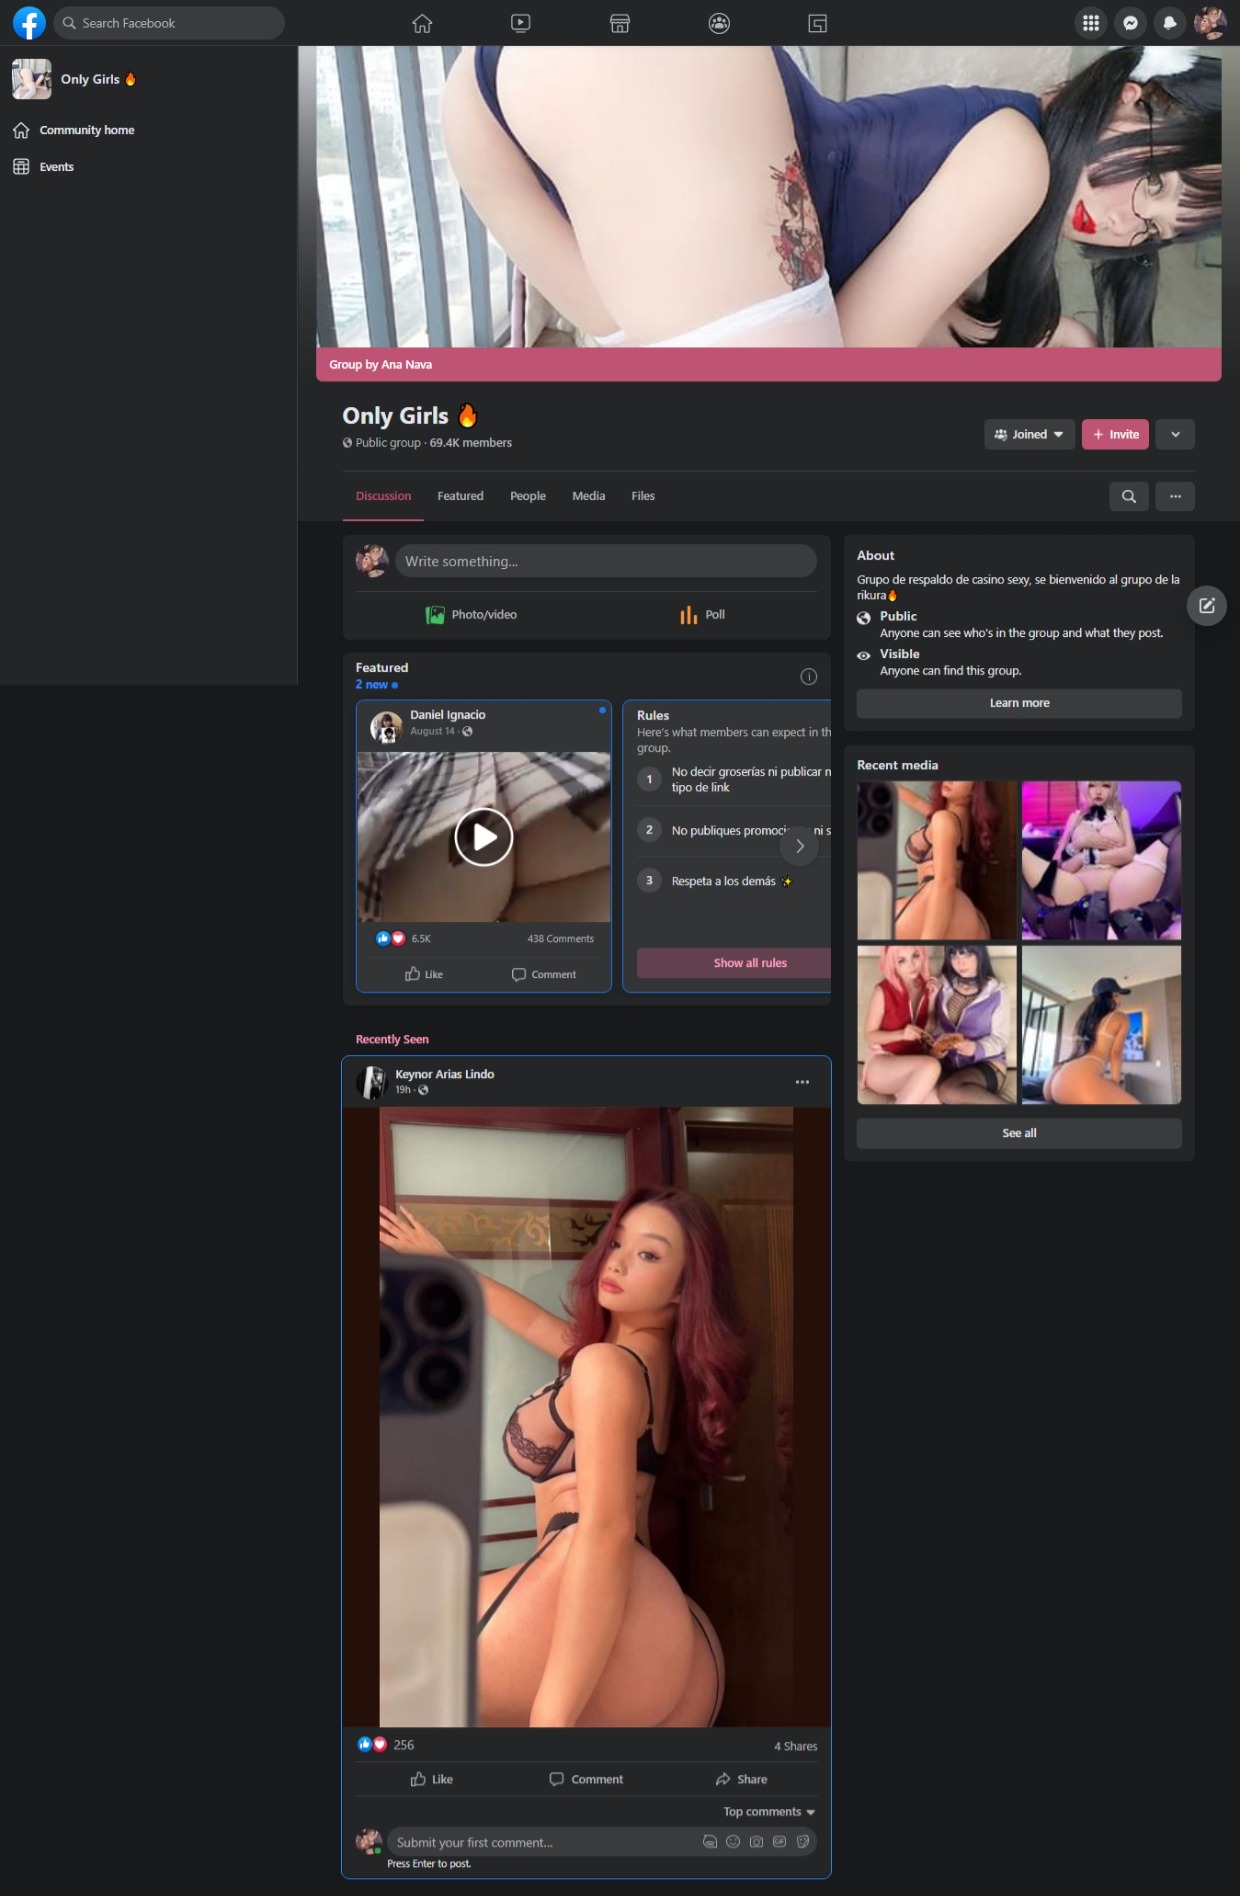 Search Facebook
Only Girls 🔥
Community home
Events
Group by Ana Nava
Only Girls 🔥
Public group · 69.4K members
Joined
+ Invite
Discussion
Featured
People
Media
Files
Write something...
Photo/video
Poll
Featured
2 new
Daniel Ignacio
August 14 ·
6.5K
438 Comments
Like
Comment
Rules
Here's what members can expect in th
group.
1
No decir groserías ni publicar n
tipo de link
2
No publiques promoci
ni s
3
Respeta a los demás ✨
Show all rules
About
Grupo de respaldo de casino sexy, se bienvenido al grupo de la
rikura🔥
Public
Anyone can see who's in the group and what they post.
Visible
Anyone can find this group.
Learn more
Recent media
See all
Recently Seen
Keynor Arias Lindo
19h ·
256
4 Shares
Like
Comment
Share
Top comments
Submit your first comment...
GIF
Press Enter to post.